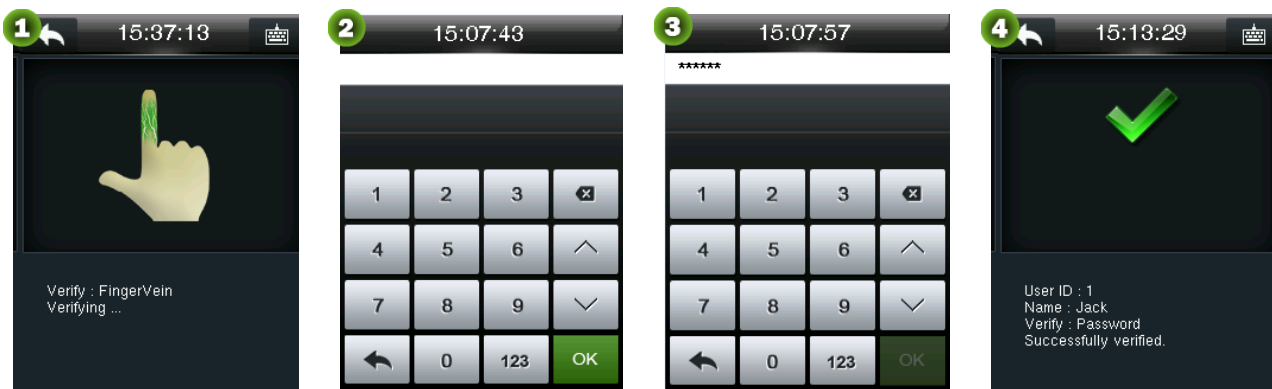 1
15:37:13
Verify : FingerVein
Verifying ...
2
15:07:43
1 2 3
4 5 6
7 8 9
0 123 OK
3
15:07:57
******
1 2 3
4 5 6
7 8 9
0 123 OK
4
15:13:29
User ID : 1
Name : Jack
Verify : Password
Successfully verified.